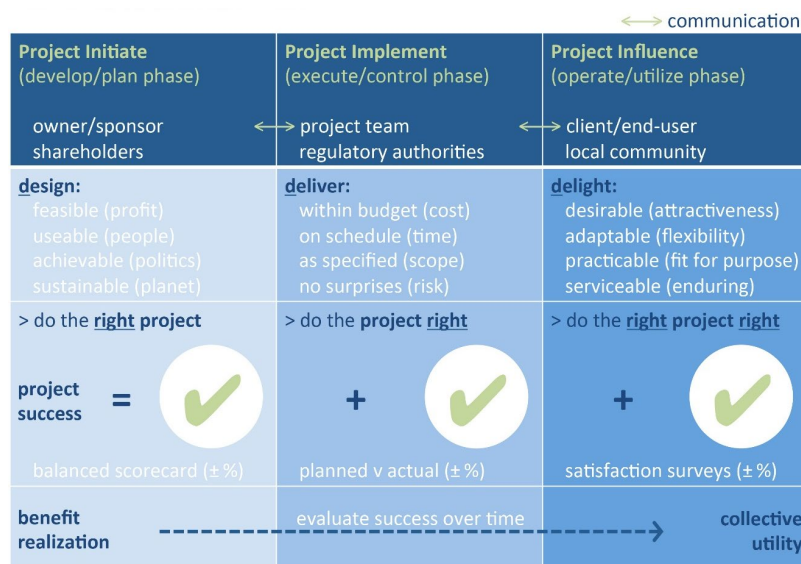 communication
Project Initiate
(develop/plan phase)
owner/sponsor
shareholders
Project Implement
(execute/control phase)
project team
regulatory authorities
Project Influence
(operate/utilize phase)
client/end-user
local community
design:
feasible (profit)
useable (people)
achievable (politics)
sustainable (planet)
deliver:
within budget (cost)
on schedule (time)
as specified (scope)
no surprises (risk)
delight:
desirable (attractiveness)
adaptable (flexibility)
practicable (fit for purpose)
serviceable (enduring)
> do the right project
> do the project right
> do the right project right
project
success
=
+
+
balanced scorecard (± %)
planned v actual (± %)
satisfaction surveys (± %)
benefit
realization
evaluate success over time
collective
utility